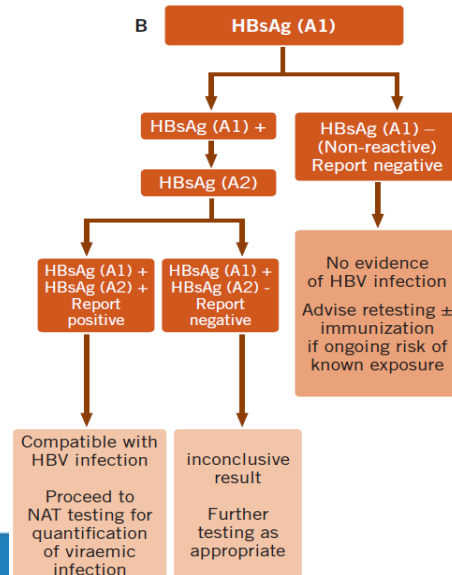 B
HBsAg (A1)
HBsAg (A1) +
HBsAg (A1) –
(Non-reactive)
Report negative
HBsAg (A2)
HBsAg (A1) +
HBsAg (A2) +
Report
positive
HBsAg (A1) +
HBsAg (A2) -
Report
negative
No evidence
of HBV infection
Advise retesting ±
immunization
if ongoing risk of
known exposure
Compatible with
HBV infection
Proceed to
NAT testing for
quantification
of viraemic
infection
inconclusive
result
Further
testing as
appropriate